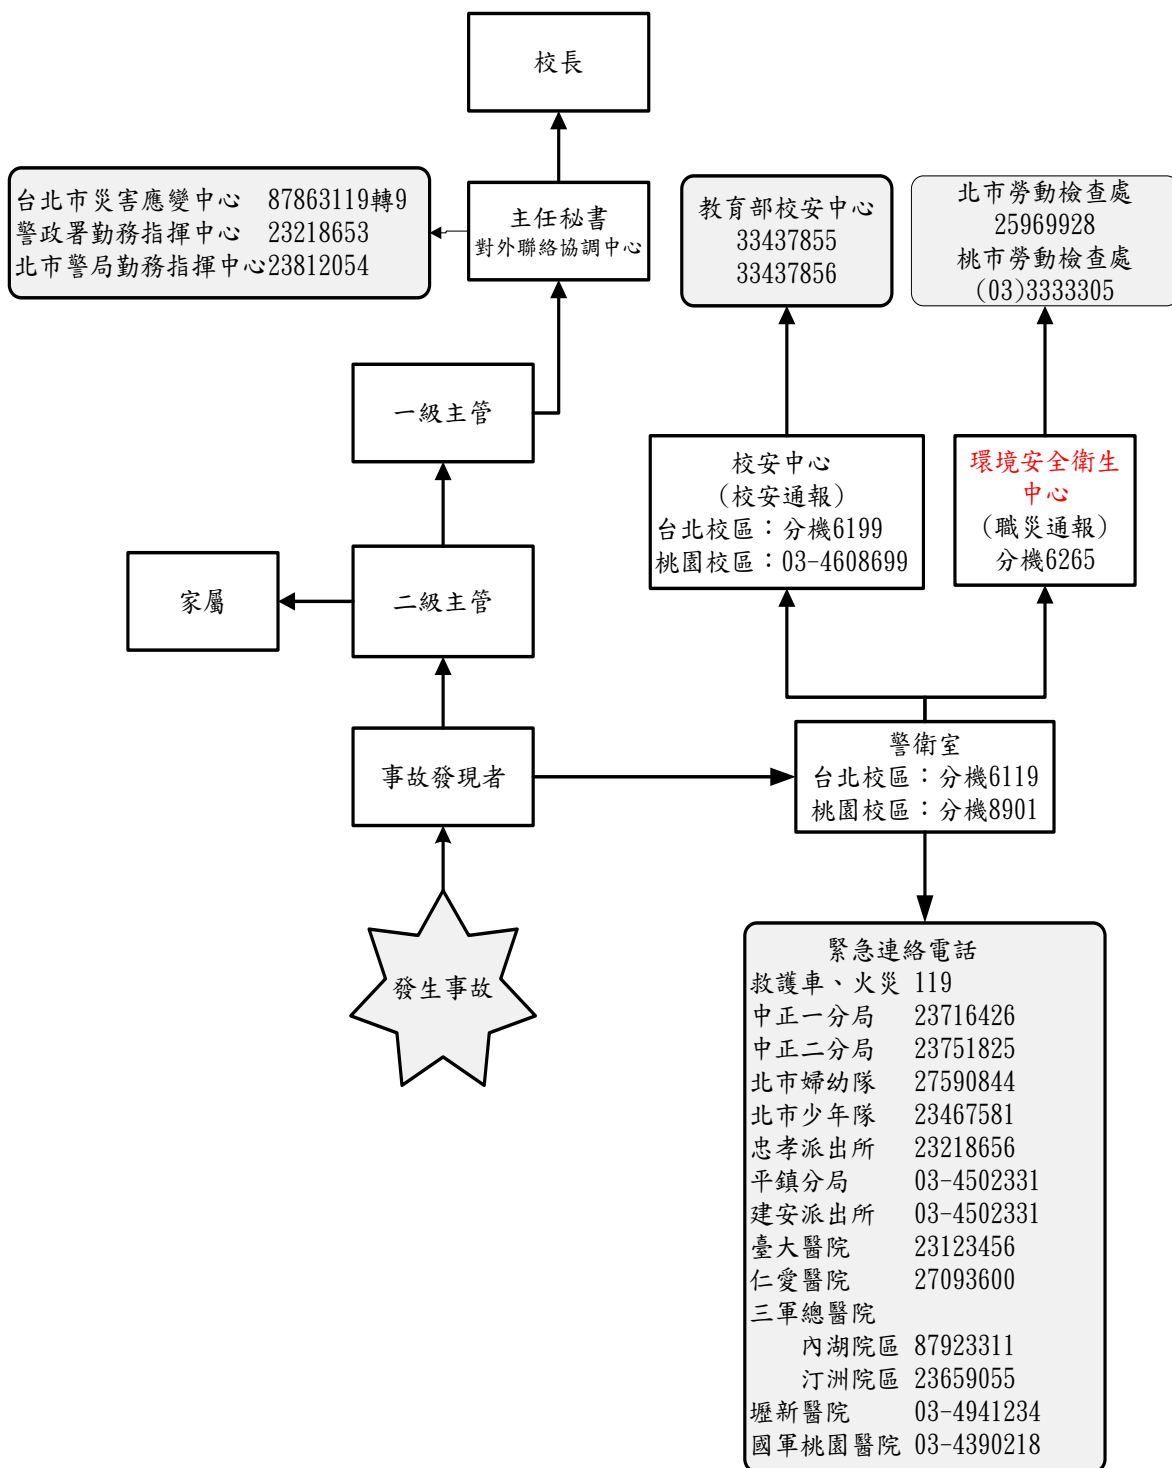 校長
台北市災害應變中心 87863119轉9
警政署勤務指揮中心 23218653
北市警局勤務指揮中心23812054
主任秘書
對外聯絡協調中心
教育部校安中心
33437855
33437856
北市勞動檢查處
25969928
桃市勞動檢查處
(03)3333305
一級主管
校安中心
(校安通報)
台北校區：分機6199
桃園校區：03-4608699
環境安全衛生
中心
(職災通報)
分機6265
家屬
二級主管
事故發現者
警衛室
台北校區：分機6119
桃園校區：分機8901
發生事故
緊急連絡電話
救護車、火災 119
中正一分局 23716426
中正二分局 23751825
北市婦幼隊 27590844
北市少年隊 23467581
忠孝派出所 23218656
平鎮分局 03-4502331
建安派出所 03-4502331
臺大醫院 23123456
仁愛醫院 27093600
三軍總醫院
內湖院區 87923311
汀洲院區 23659055
壢新醫院 03-4941234
國軍桃園醫院 03-4390218